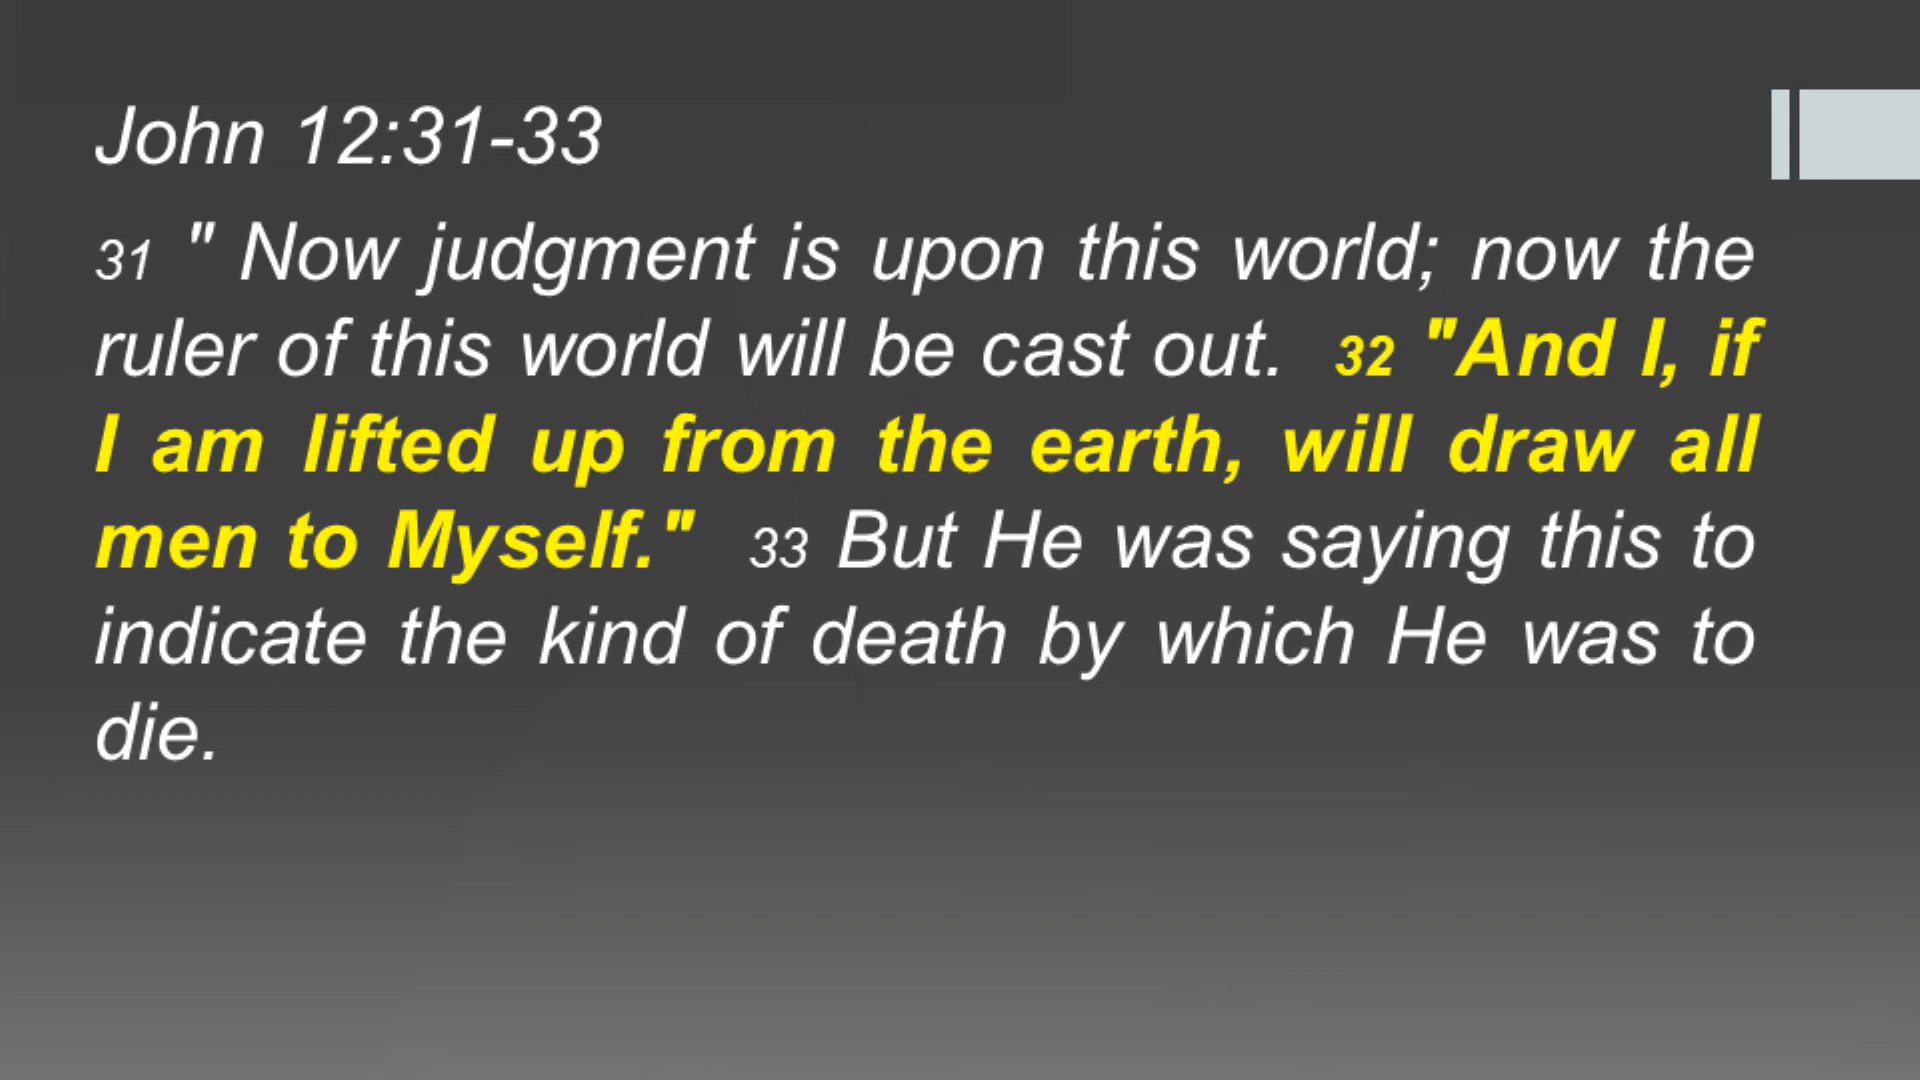 John 12:31-33
31 " Now judgment is upon this world; now the
ruler of this world will be cast out. 32 "And I, if
I am lifted up from the earth, will draw all
men to Myself." 33 But He was saying this to
indicate the kind of death by which He was to
die.